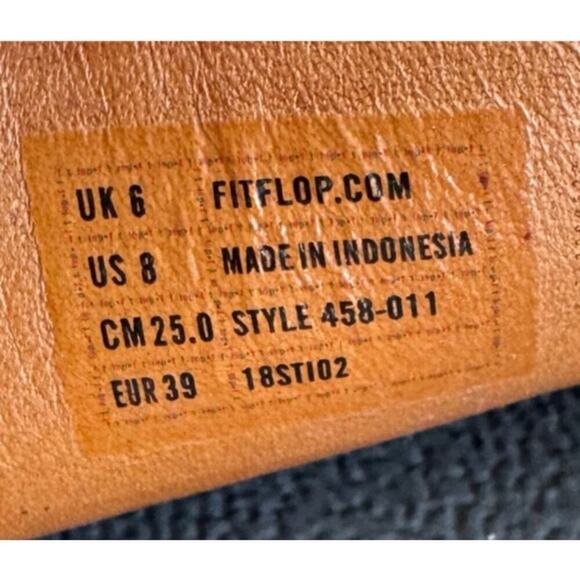 UK 6 FITFLOP.COM
US 8 MADE IN INDONESIA
CM 25.0 STYLE 458-011
EUR 39 18STI02